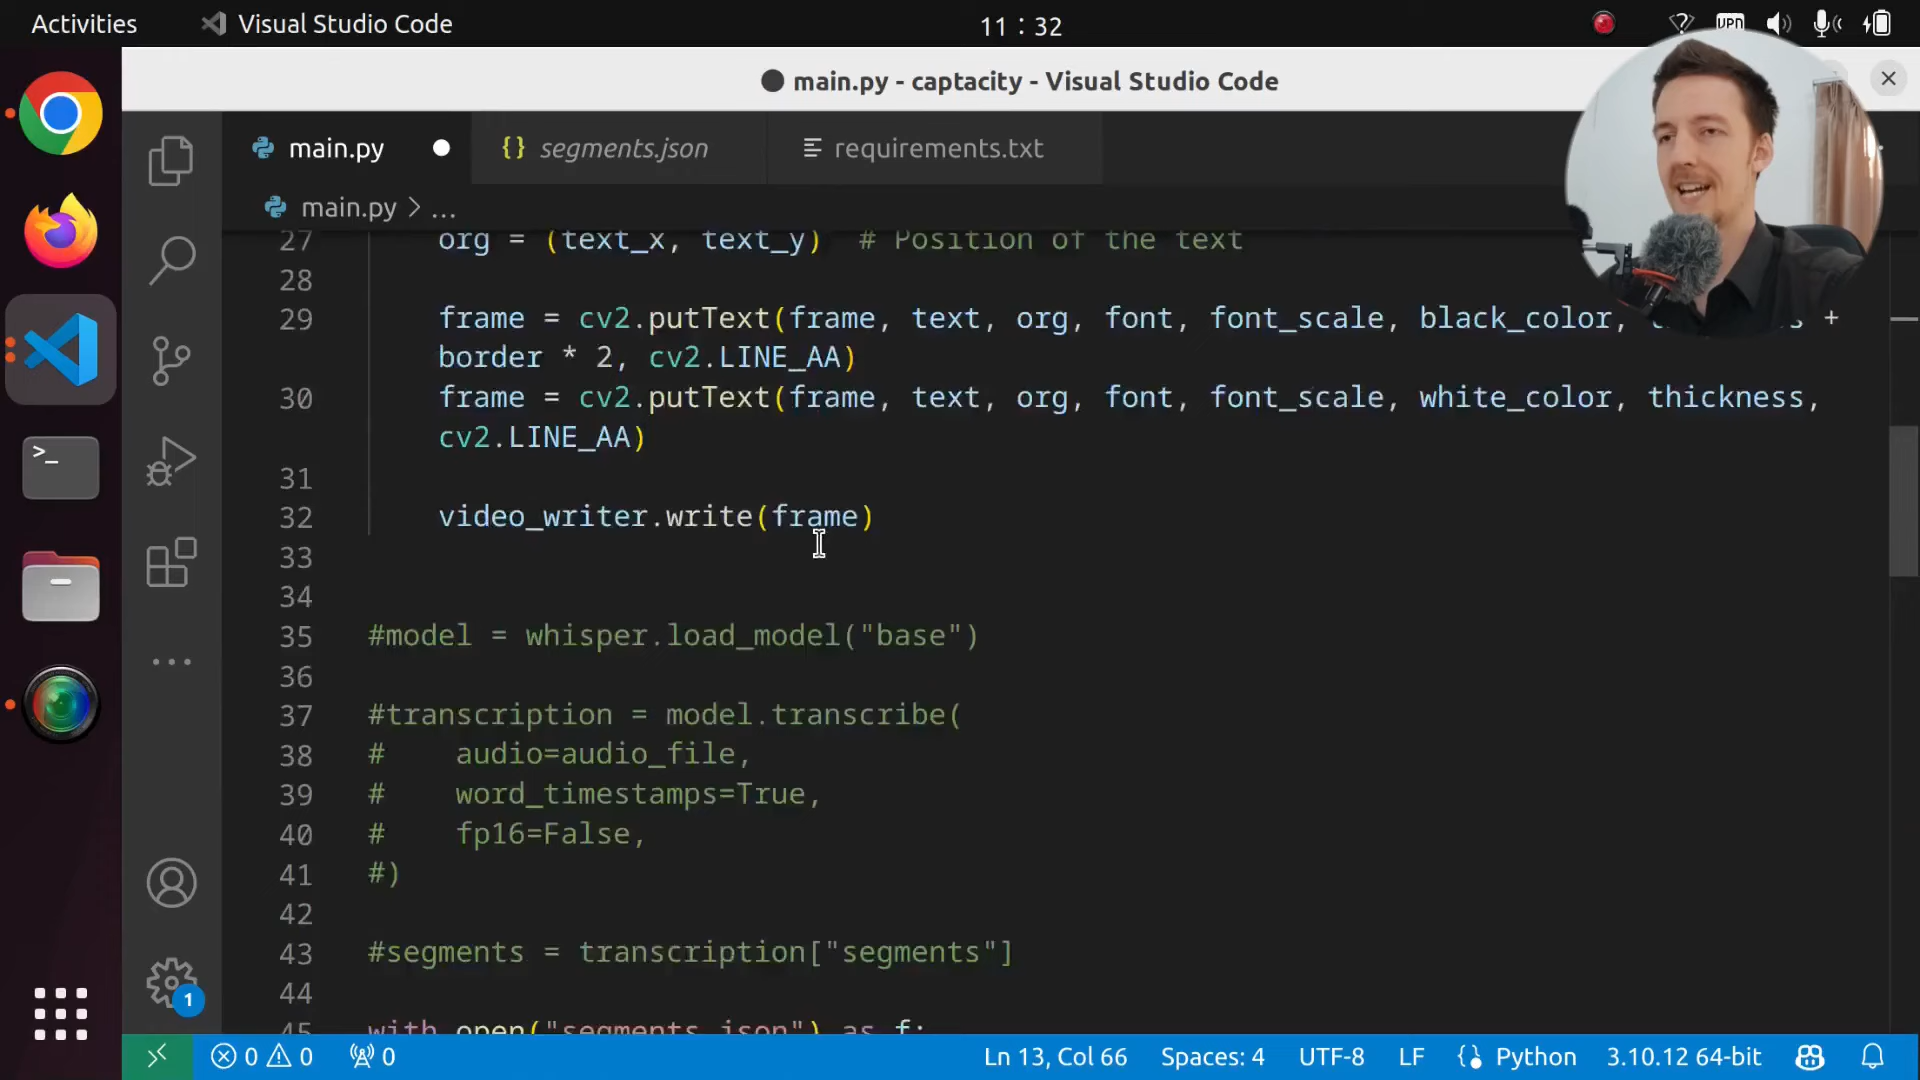 Activities
Visual Studio Code
11 : 32
VPN
main.py - captacity - Visual Studio Code
main.py
{} segments.json
requirements.txt
main.py > ...
27 org = (text_x, text_y)  # Position of the text
28
29 frame = cv2.putText(frame, text, org, font, font_scale, black_color, +
border * 2, cv2.LINE_AA)
30 frame = cv2.putText(frame, text, org, font, font_scale, white_color, thickness,
cv2.LINE_AA)
31
32 video_writer.write(frame)
33
34
35 #model = whisper.load_model("base")
36
37 #transcription = model.transcribe(
38 #    audio=audio_file,
39 #    word_timestamps=True,
40 #    fp16=False,
41 #)
42
43 #segments = transcription["segments"]
44
45 with open("segments.json") as f:
1
0 0 0
Ln 13, Col 66
Spaces: 4
UTF-8
LF
Python
3.10.12 64-bit